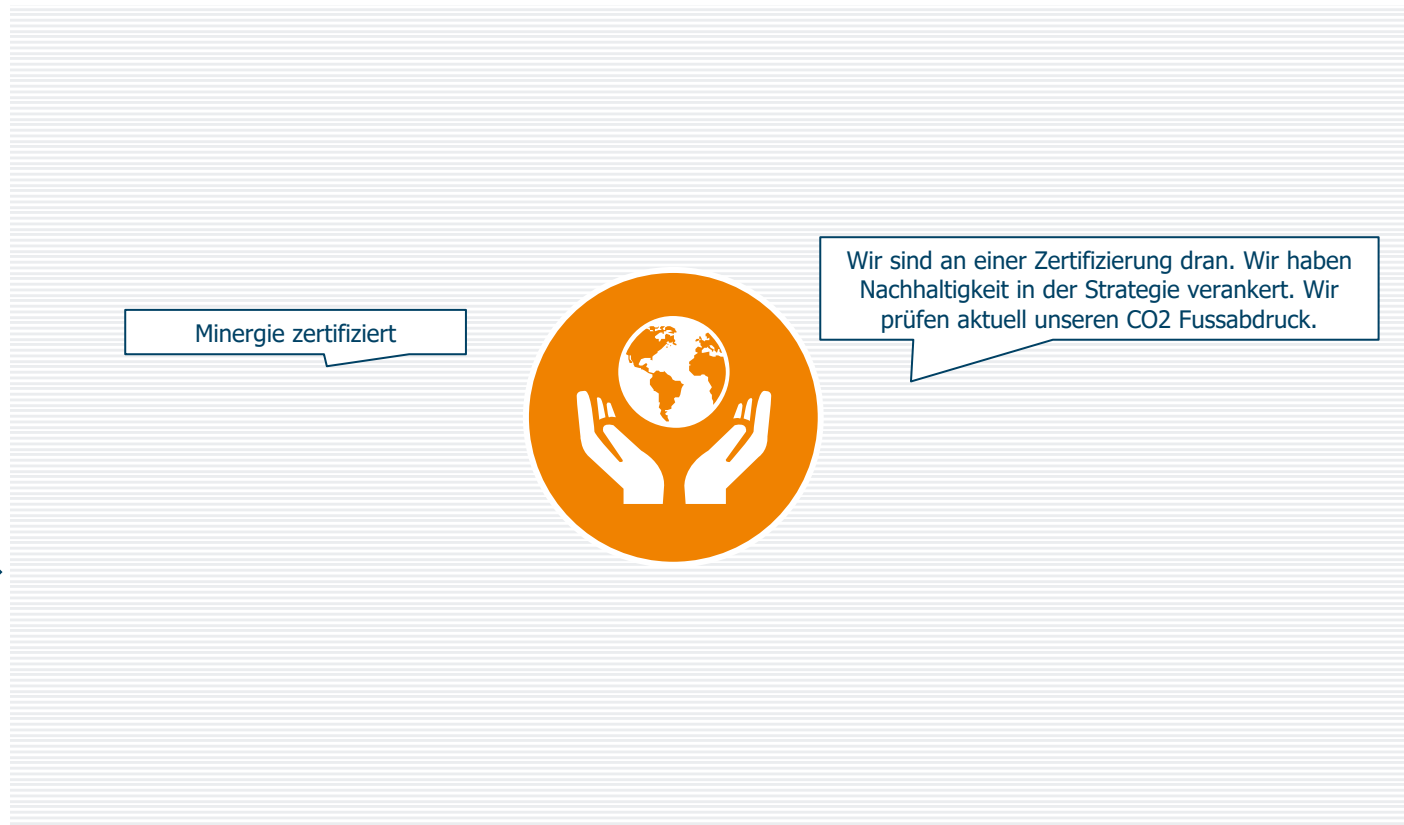 Minergie zertifiziert
Wir sind an einer Zertifizierung dran. Wir haben
Nachhaltigkeit in der Strategie verankert. Wir
prüfen aktuell unseren CO2 Fussabdruck.